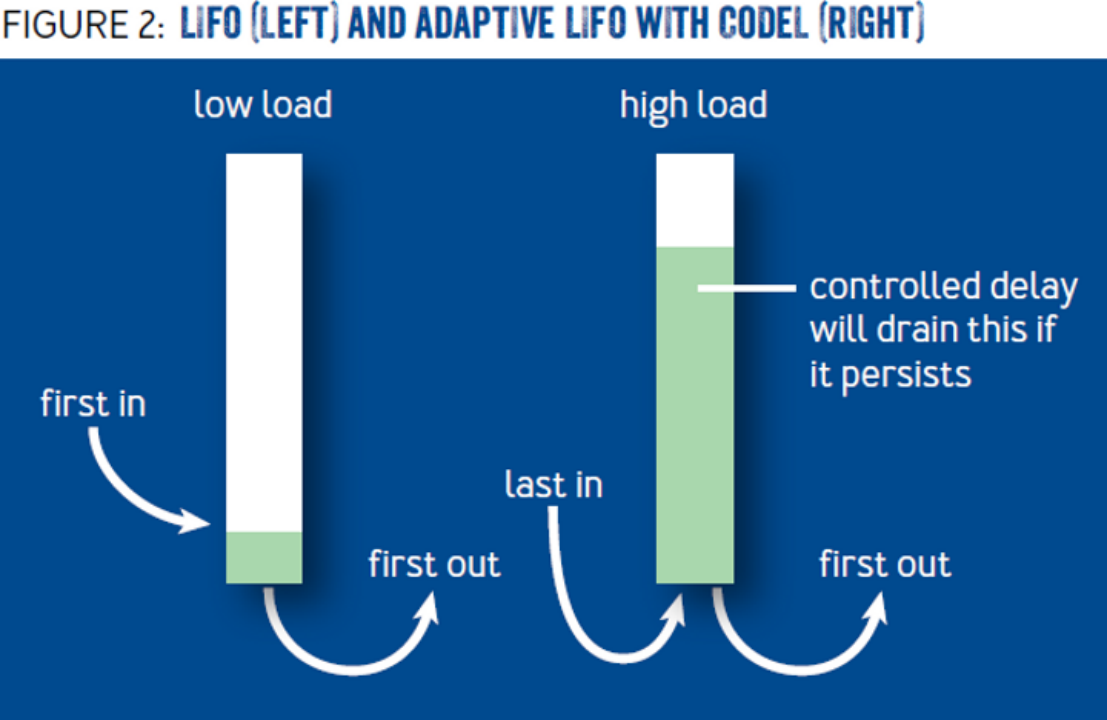 FIGURE 2: LIFO (LEFT) AND ADAPTIVE LIFO WITH CODEL (RIGHT)
low load
high load
controlled delay
will drain this if
it persists
first in
last in
first out
first out